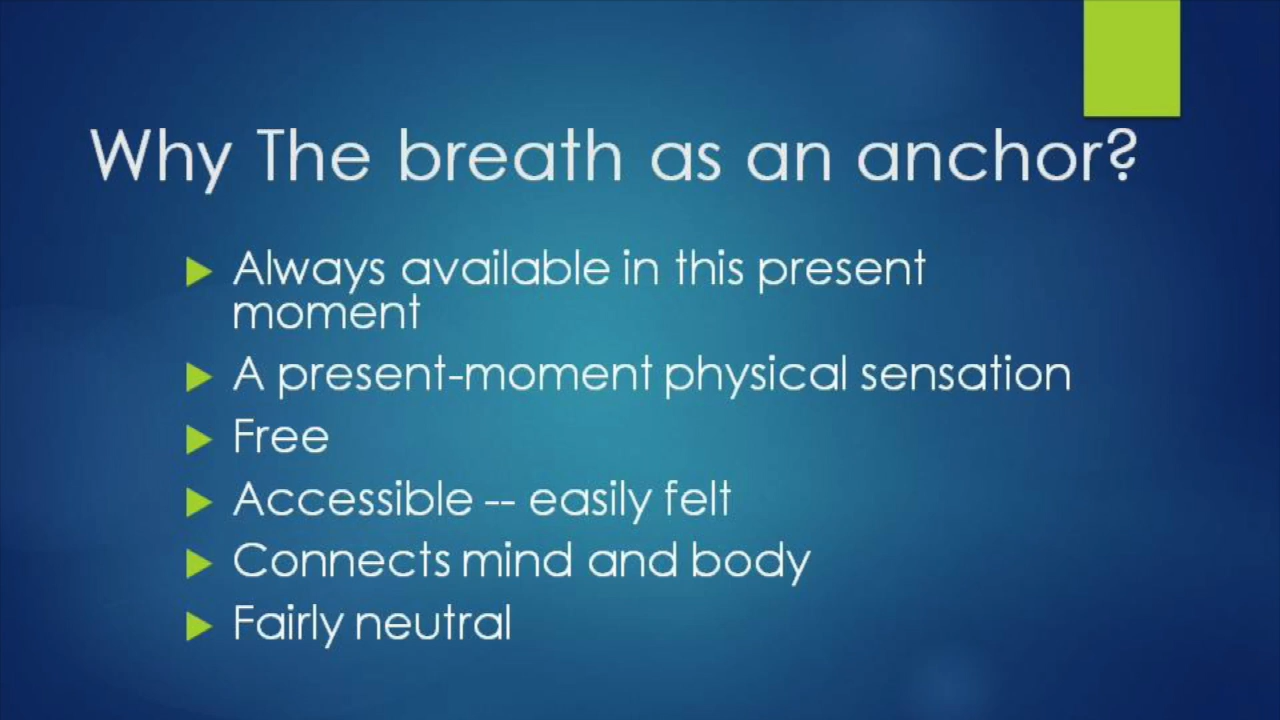 Why The breath as an anchor?
Always available in this present
moment
A present-moment physical sensation
Free
Accessible -- easily felt
Connects mind and body
Fairly neutral